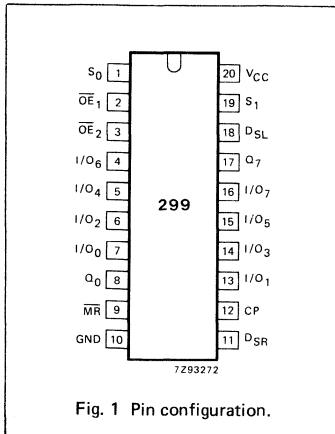 S0 1 20 VCC
OE1 2 19 S1
OE2 3 18 DSL
I/O6 4 17 Q7
I/O4 5 16 I/O7
299
I/O2 6 15 I/O5
I/O0 7 14 I/O3
Q0 8 13 I/O1
MR 9 12 CP
GND 10 11 DSR
7Z93272
Fig. 1 Pin configuration.